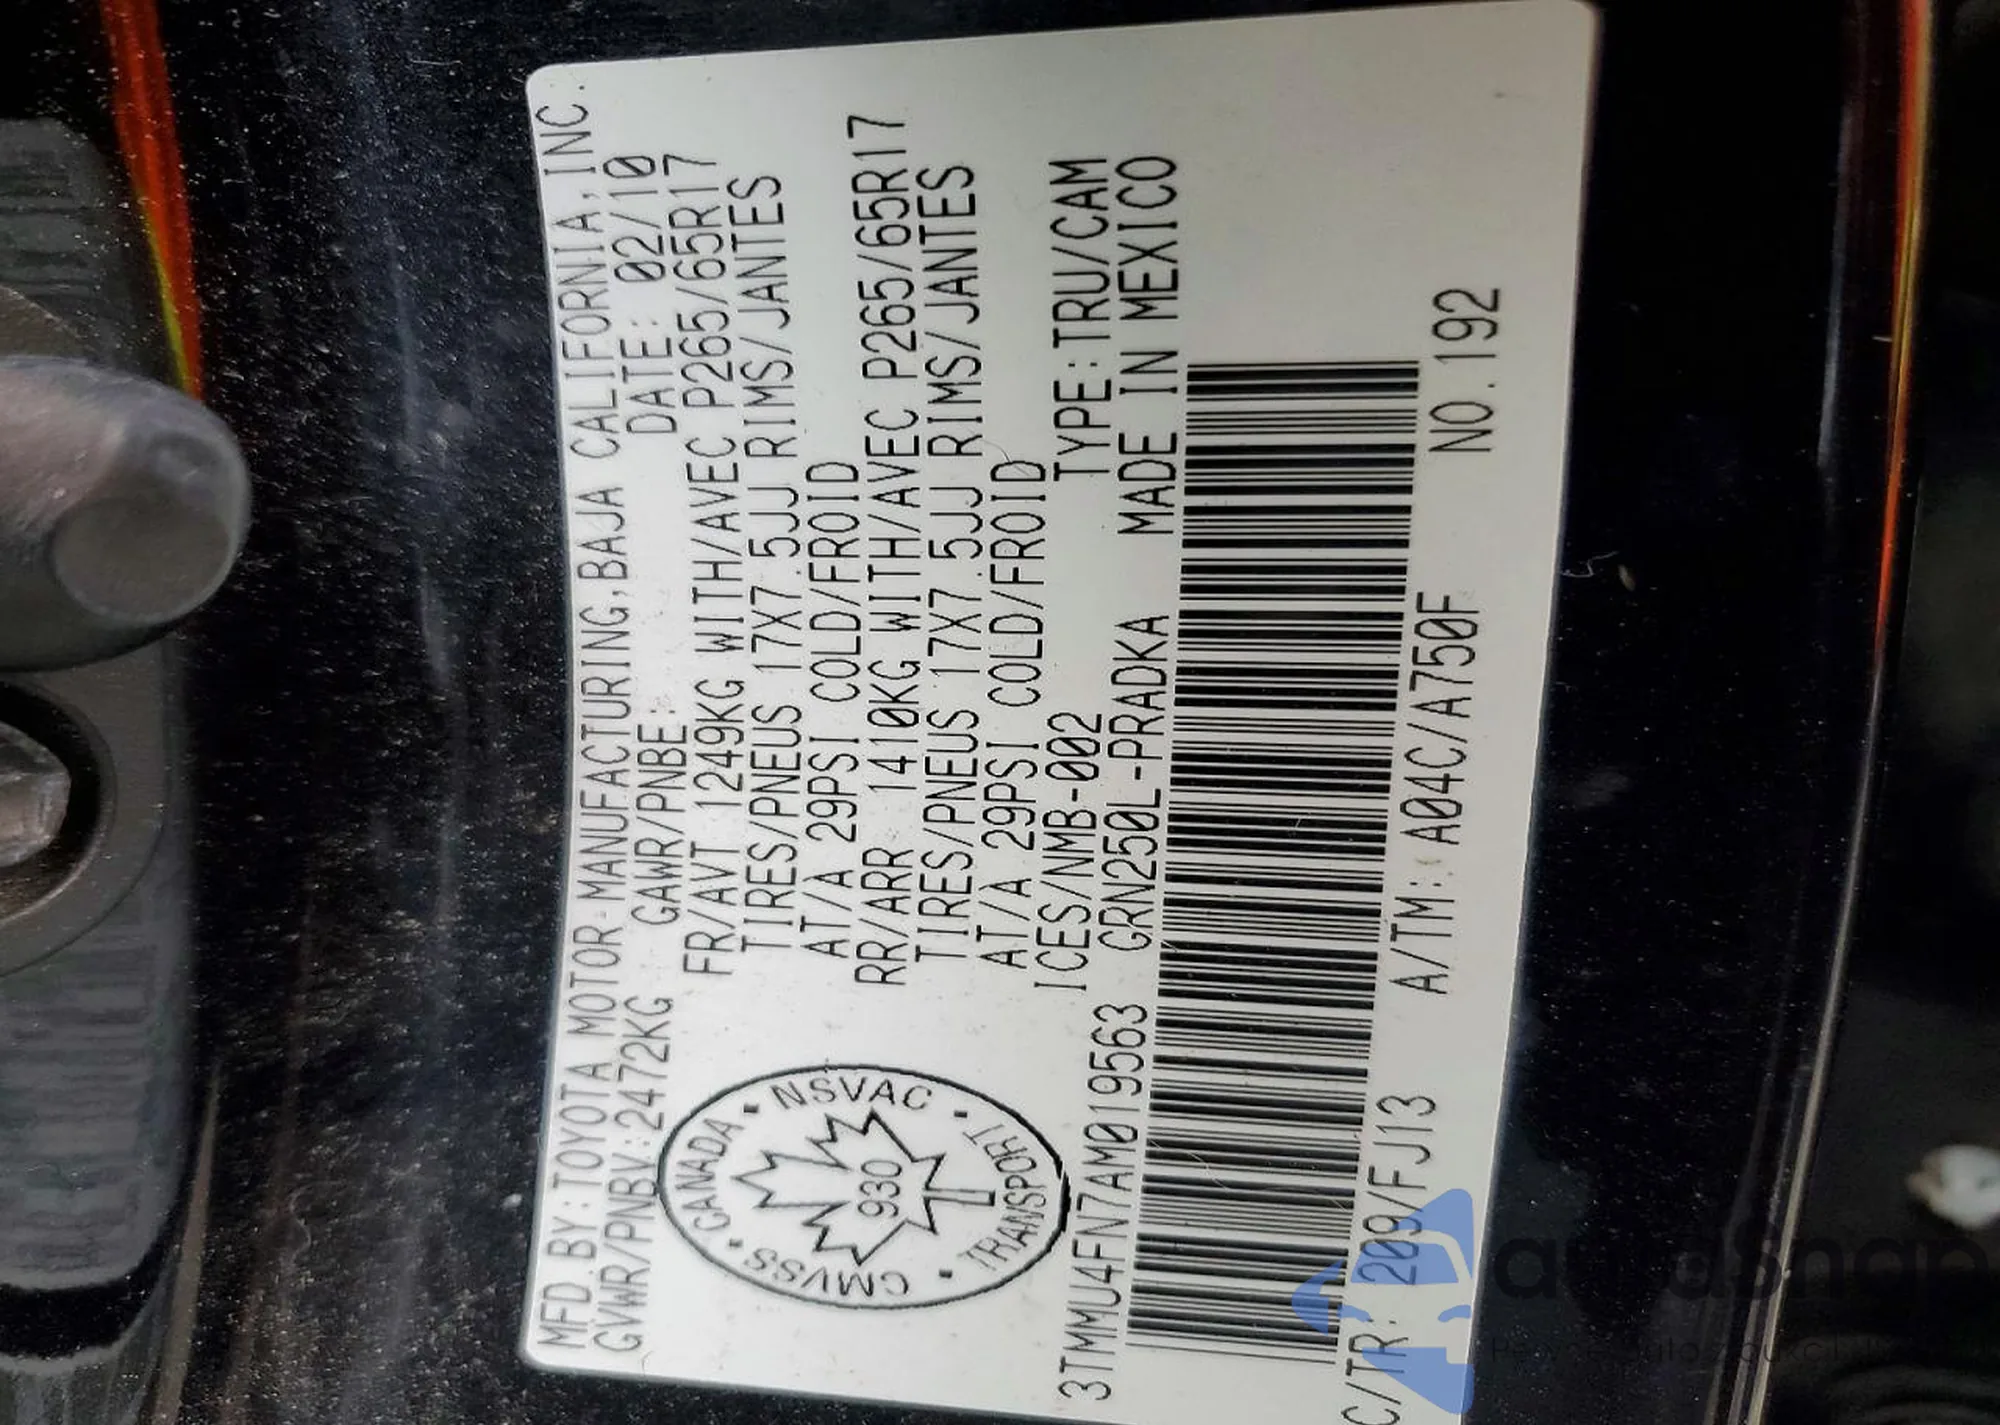 MFD.BY:TOYOTA MOTOR MANUFACTURING,BAJA CALIFORNIA,INC.
GVWR/PNBV:2472KG GAWR/PNBE: DATE: 02/10
FR/AVT 1249KG WITH/AVEC P265/65R17
TIRES/PNEUS 17X7.5JJ RIMS/JANTES
AT/A 29PSI COLD/FROID
RR/ARR 1410KG WITH/AVEC P265/65R17
TIRES/PNEUS 17X7.5JJ RIMS/JANTES
AT/A 29PSI COLD/FROID
ICES/NMB-002 TYPE:TRU/CAM
CANADA • NSVAC • TRANSPORT • CMVSS •
930
3TMMU4FN7AM019563 GRN250L-PRADKA MADE IN MEXICO
C/TR: 209/FJ13 A/TM: A04C/A750F NO.192
autosnap